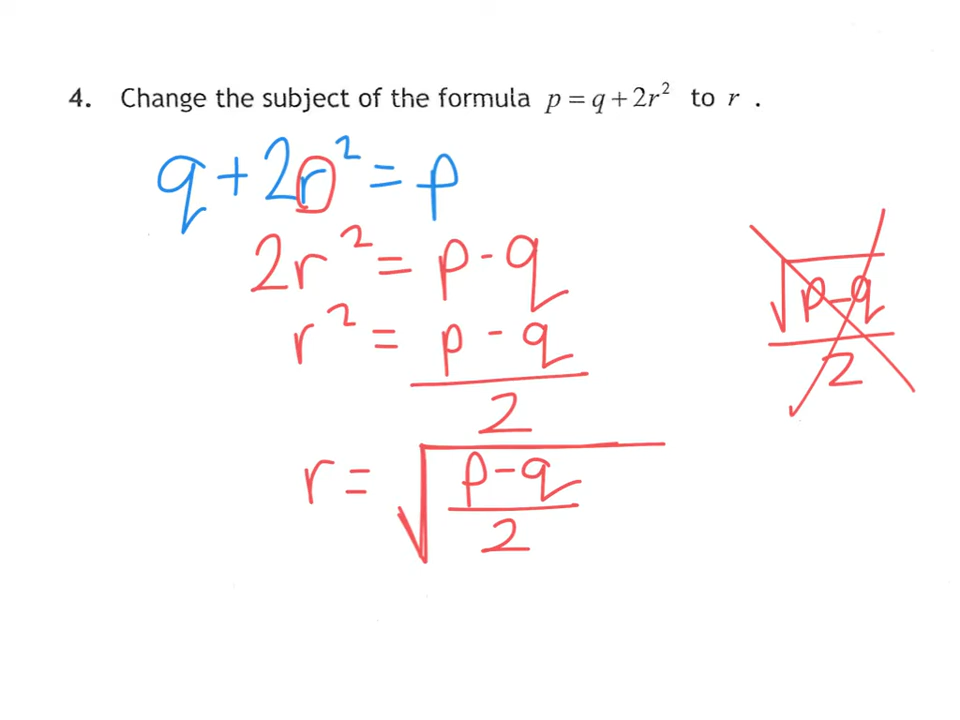 4. Change the subject of the formula p = q + 2r² to r .
q + 2r² = p
2r² = p - q
r² = (p - q)/2
r = √((p - q)/2)
√(p - q)/2